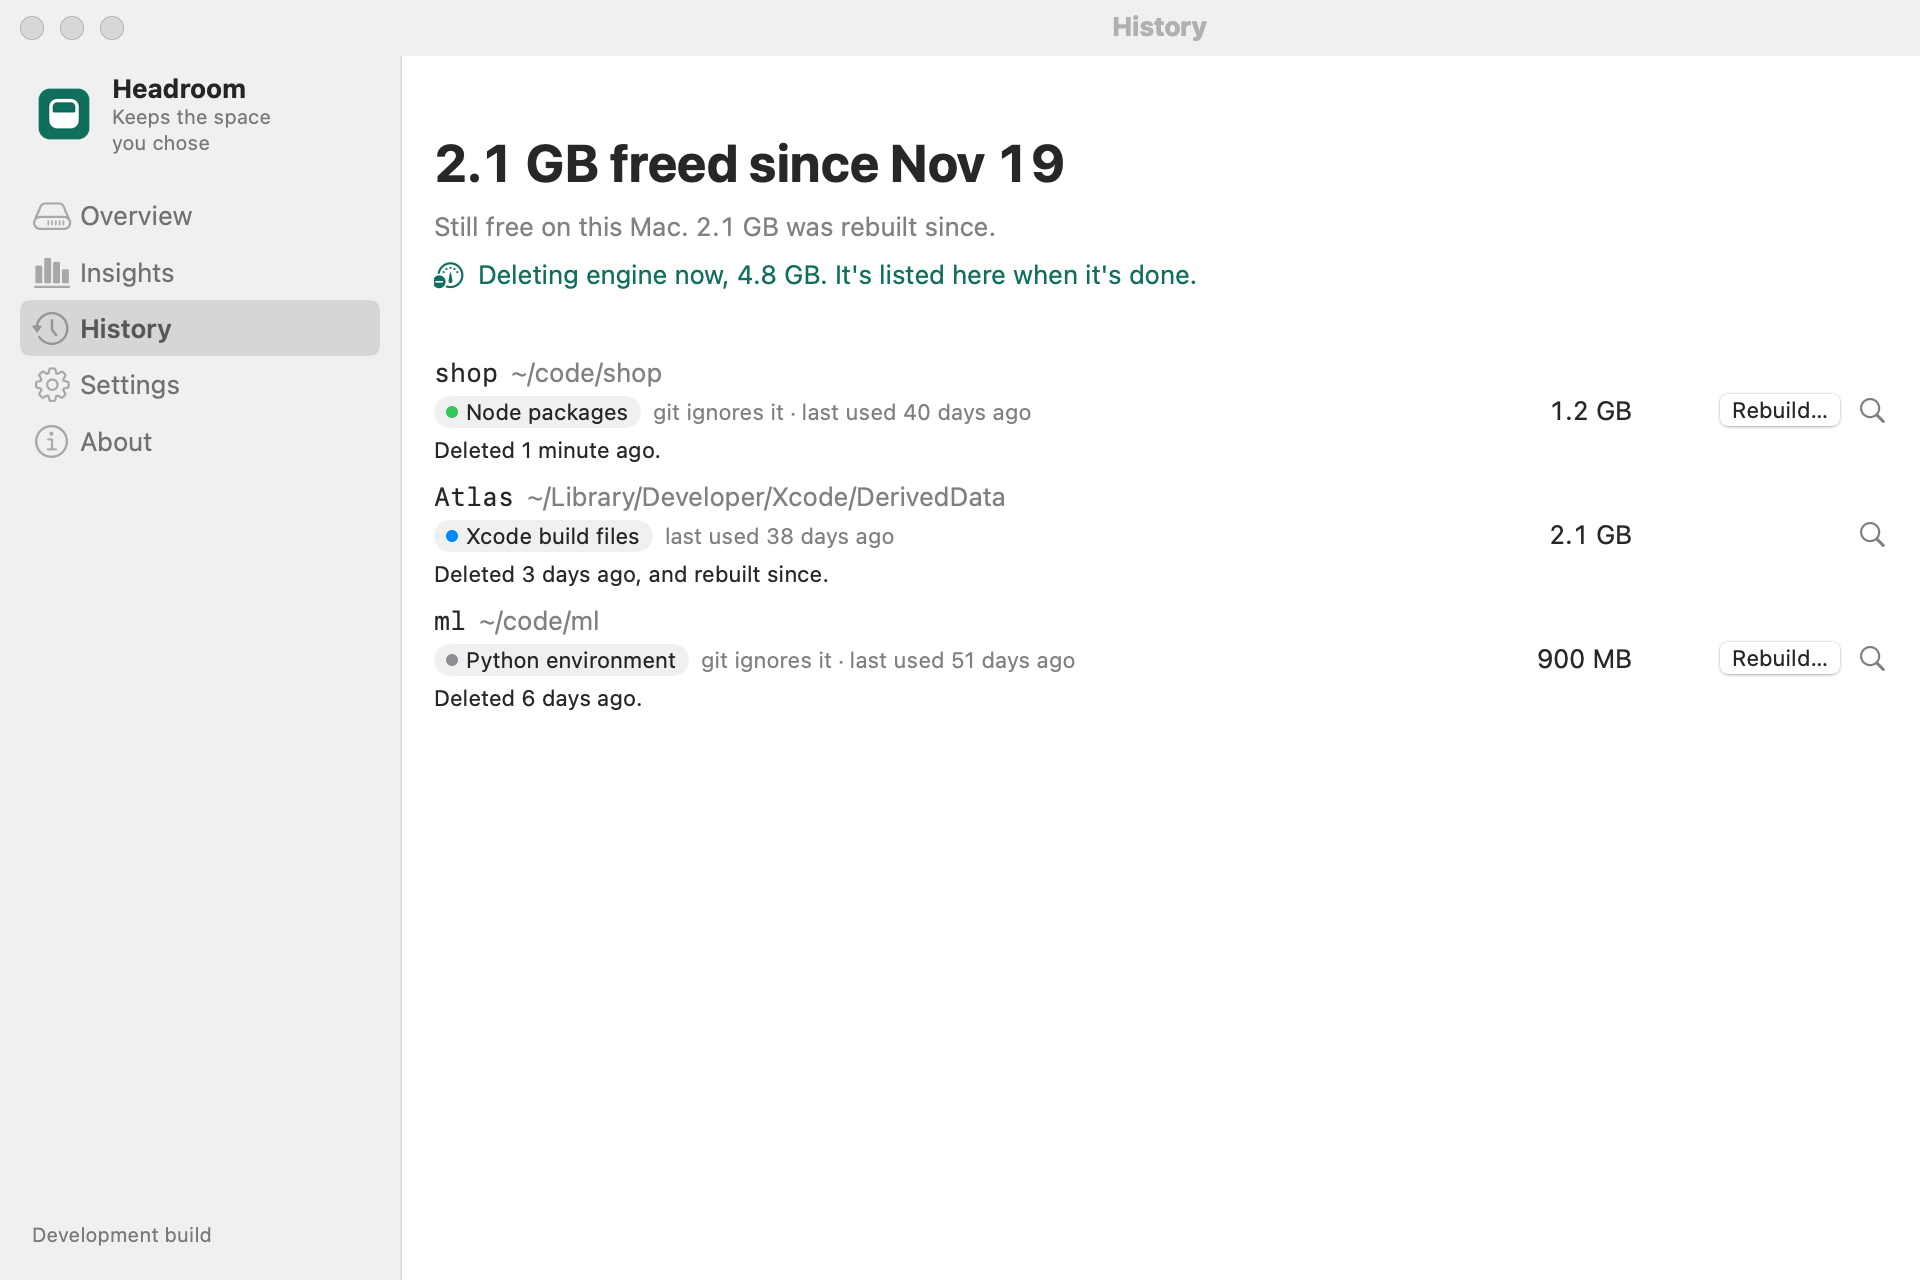 History
Headroom
Keeps the space
you chose
Overview
Insights
History
Settings
About
Development build
2.1 GB freed since Nov 19
Still free on this Mac. 2.1 GB was rebuilt since.
Deleting engine now, 4.8 GB. It's listed here when it's done.
shop ~/code/shop
Node packages git ignores it · last used 40 days ago 1.2 GB Rebuild...
Deleted 1 minute ago.
Atlas ~/Library/Developer/Xcode/DerivedData
Xcode build files last used 38 days ago 2.1 GB
Deleted 3 days ago, and rebuilt since.
ml ~/code/ml
Python environment git ignores it · last used 51 days ago 900 MB Rebuild...
Deleted 6 days ago.